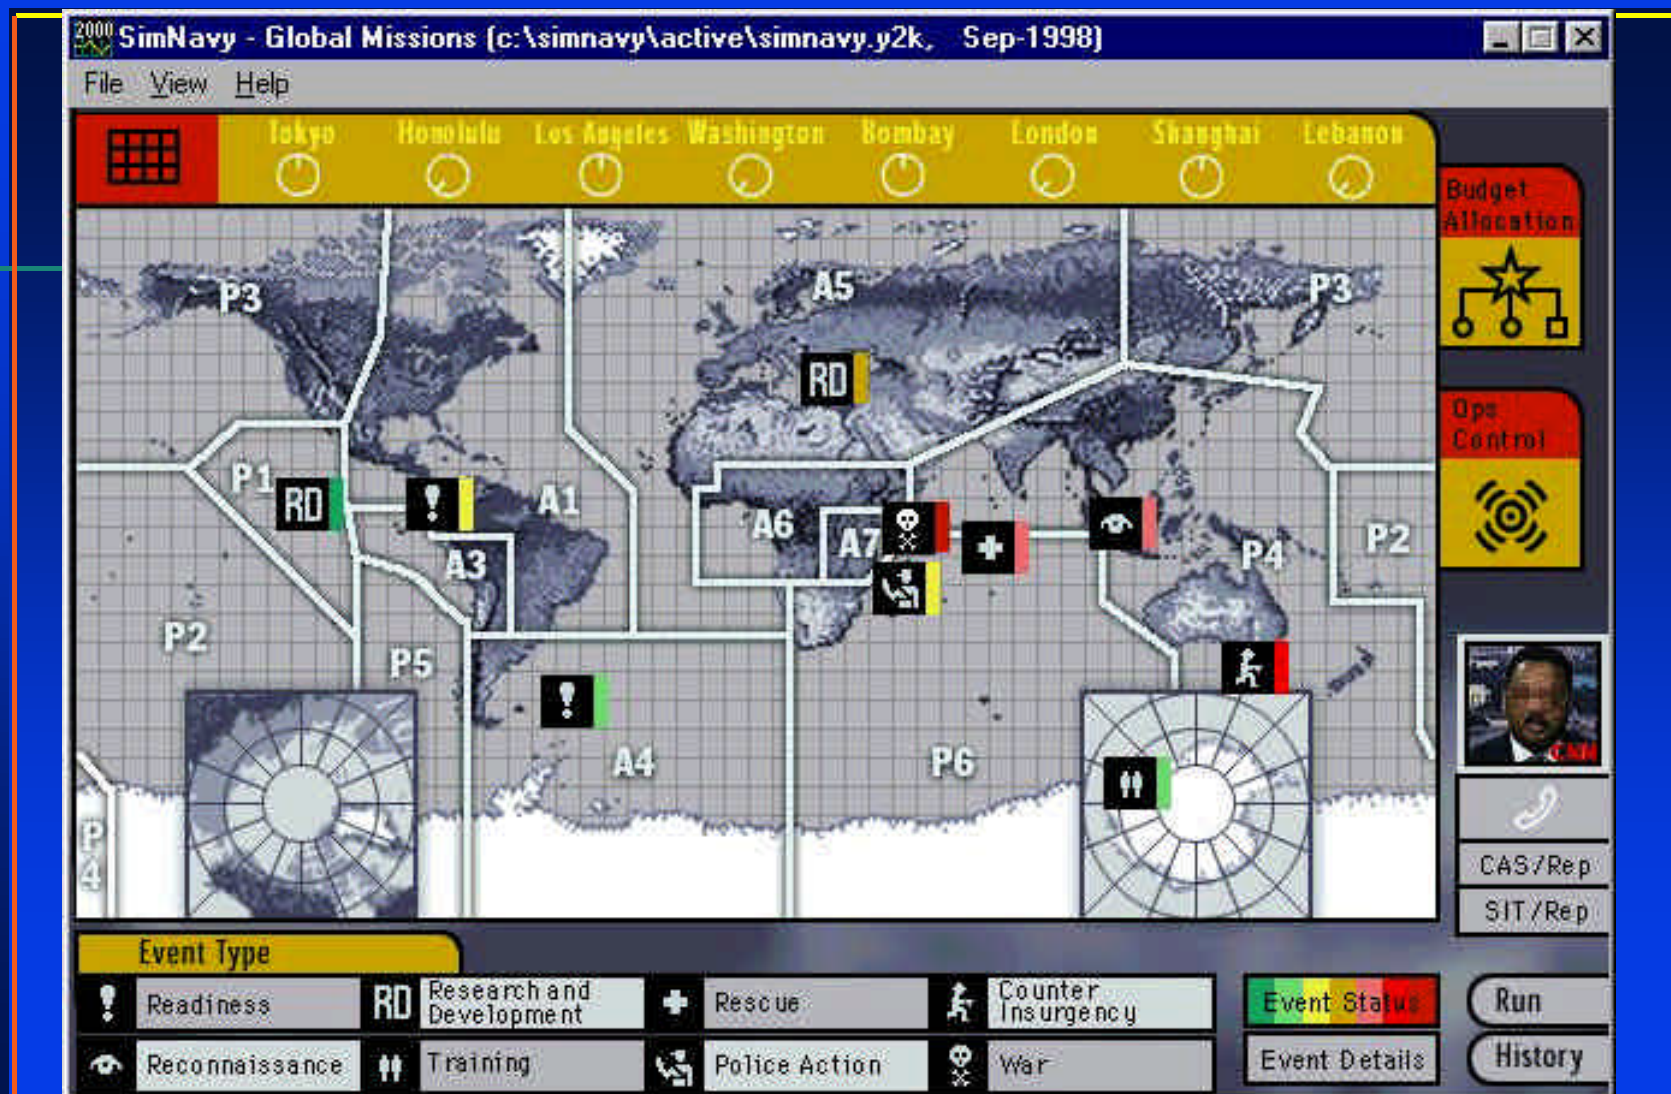 2000
SimNavy - Global Missions (c:\simnavy\active\simnavy.y2k, Sep-1998)
File View Help
Tokyo Honolulu Los Angeles Washington Bombay London Shanghai Lebanon
Budget
Allocation
P3 A5 P3
RD
Ops
Control
P1 RD A1
A6 A7 P4 P2
A3
P2 P5
A4 P6
CNN
P
4
CAS/Rep
SIT/Rep
Event Type
Readiness RD Research and Development Rescue Counter Insurgency Event Status Run
Reconnaissance Training Police Action War Event Details History